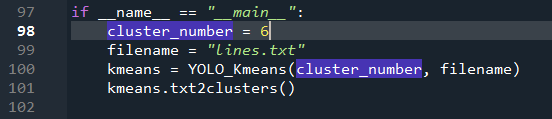 97 if __name__ == "__main__":
98 cluster_number = 6
99 filename = "lines.txt"
100 kmeans = YOLO_Kmeans(cluster_number, filename)
101 kmeans.txt2clusters()
102